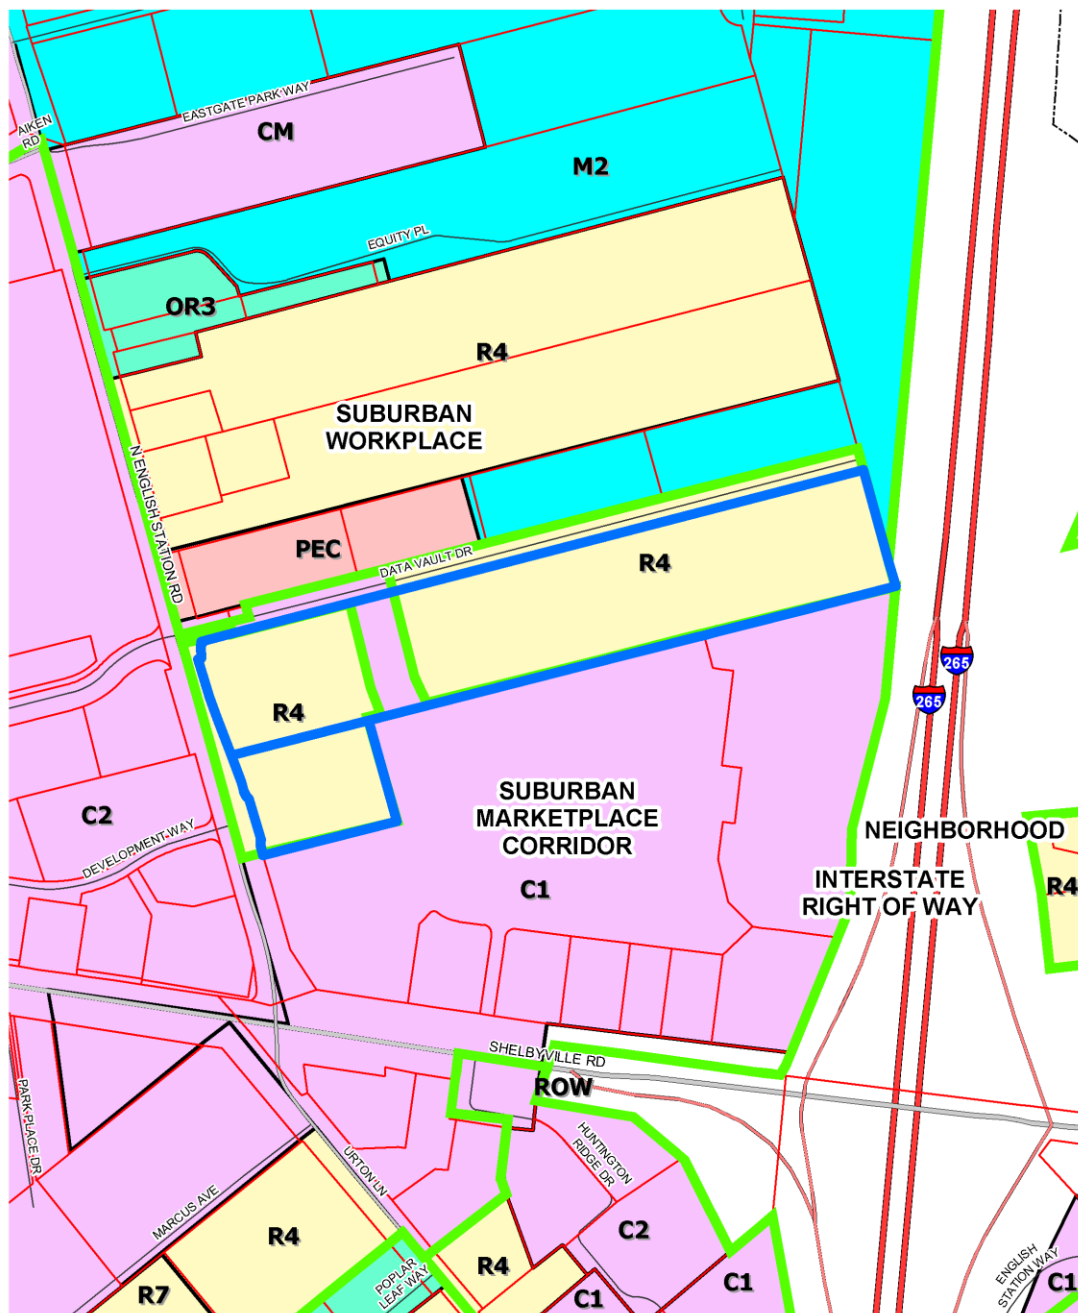 EASTGATE PARK WAY
AIKEN
RD
CM
M2
EQUITY PL
OR3
R4
SUBURBAN
WORKPLACE
N ENGLISH STATION RD
PEC
DATA VAULT DR
R4
265
265
R4
SUBURBAN
MARKETPLACE
CORRIDOR
C2
DEVELOPMENT WAY
NEIGHBORHOOD
INTERSTATE
RIGHT OF WAY
R4
C1
SHELBYVILLE RD
ROW
PARK PLACE DR
URTON LN
HUNTINGTON
RIDGE DR
MARCUS AVE
R4
C2
R4
POPLAR
LEAF WAY
ENGLISH
STATION WAY
R7
C1
C1
C1